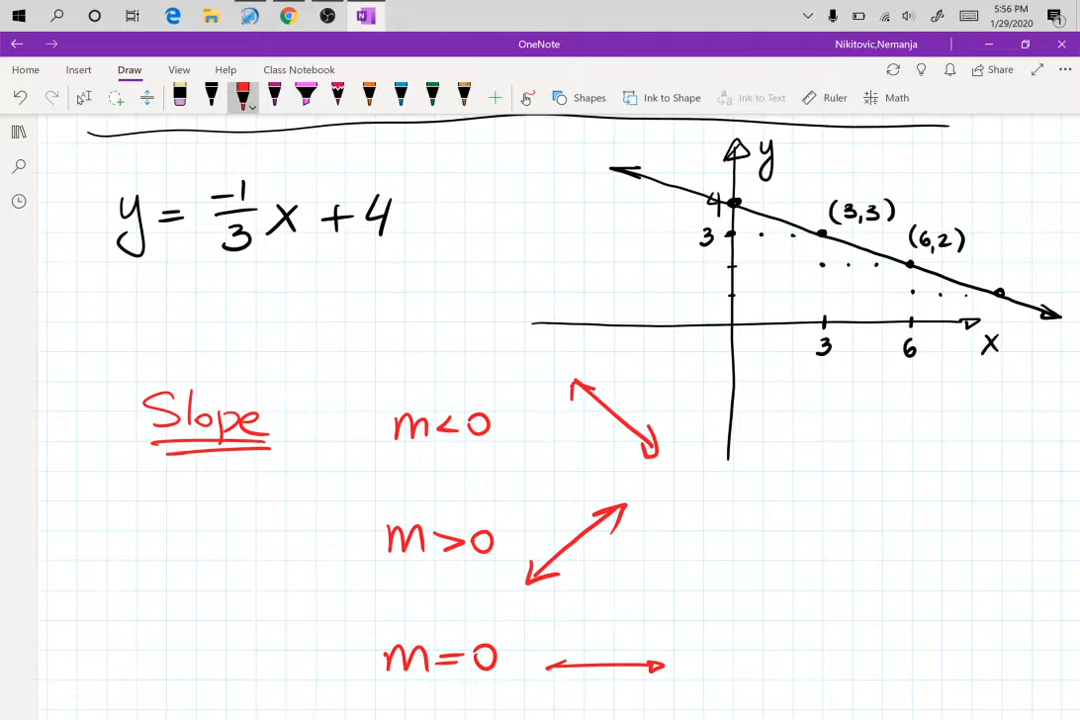 5:56 PM
1/29/2020
OneNote
Nikitovic,Nemanja
Home Insert Draw View Help Class Notebook
Share
Shapes Ink to Shape Ink to Text Ruler Math
y = -1/3 x + 4
y
4
3
(3,3)
(6,2)
3 6 x
Slope
m < 0
m > 0
m = 0